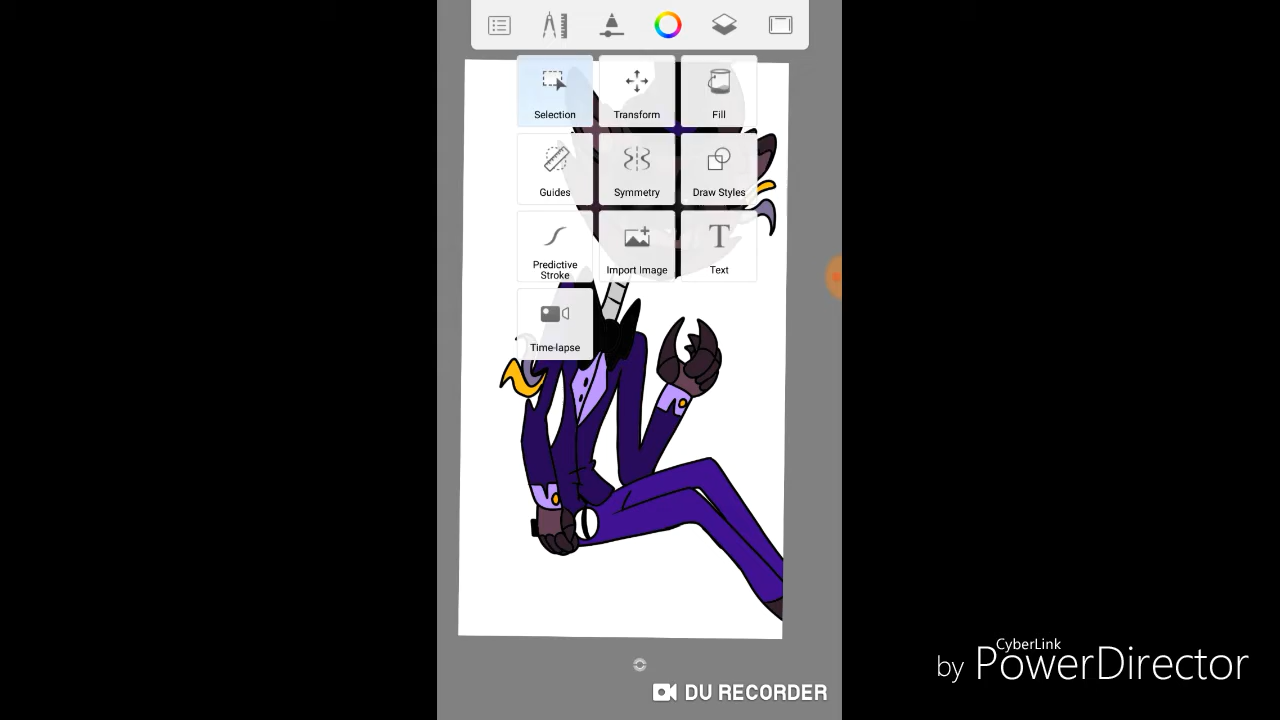 Selection
Transform
Fill
Guides
Symmetry
Draw Styles
Predictive
Stroke
Import Image
T
Text
Time-lapse
CyberLink
by PowerDirector
DU RECORDER